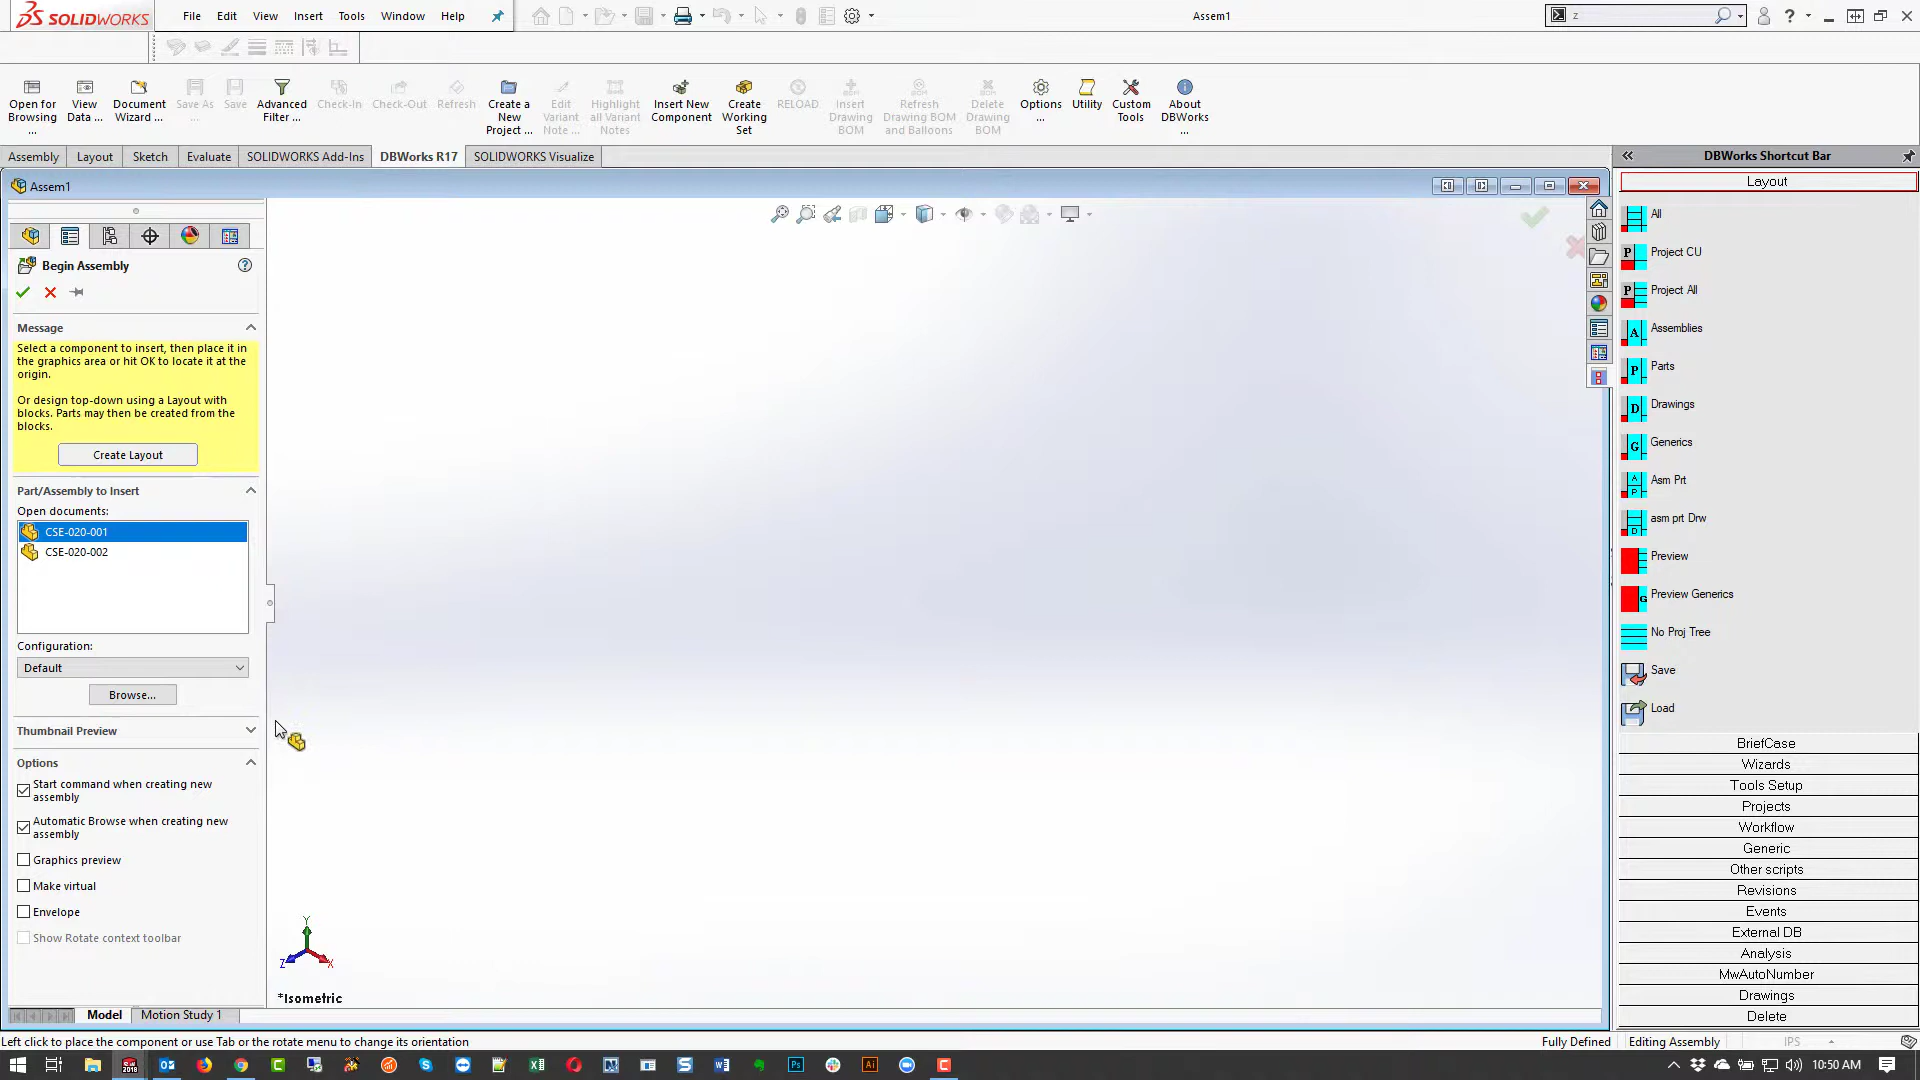 SOLIDWORKS
File Edit View Insert Tools Window Help
Assem1
z
Open for Browsing ...
View Data ...
Document Wizard ...
Save As ...
Save
Advanced Filter ...
Check-In
Check-Out
Refresh
Create a New Project ...
Edit Variant Note ...
Highlight all Variant Notes
Insert New Component
Create Working Set
RELOAD
Insert Drawing BOM
Refresh Drawing BOM and Balloons
Delete Drawing BOM
Options ...
Utility
Custom Tools
About DBWorks ...
Assembly Layout Sketch Evaluate SOLIDWORKS Add-Ins DBWorks R17 SOLIDWORKS Visualize
Assem1
Begin Assembly
Message
Select a component to insert, then place it in
the graphics area or hit OK to locate it at the
origin.
Or design top-down using a Layout with
blocks. Parts may then be created from the
blocks.
Create Layout
Part/Assembly to Insert
Open documents:
CSE-020-001
CSE-020-002
Configuration:
Default
Browse...
Thumbnail Preview
Options
Start command when creating new
assembly
Automatic Browse when creating new
assembly
Graphics preview
Make virtual
Envelope
Show Rotate context toolbar
Y
Z X
*Isometric
Model Motion Study 1
DBWorks Shortcut Bar
Layout
All
Project CU
Project All
Assemblies
Parts
Drawings
Generics
Asm Prt
asm prt Drw
Preview
Preview Generics
No Proj Tree
Save
Load
BriefCase
Wizards
Tools Setup
Projects
Workflow
Generic
Other scripts
Revisions
Events
External DB
Analysis
MwAutoNumber
Drawings
Delete
Left click to place the component or use Tab or the rotate menu to change its orientation
Fully Defined Editing Assembly IPS
10:50 AM